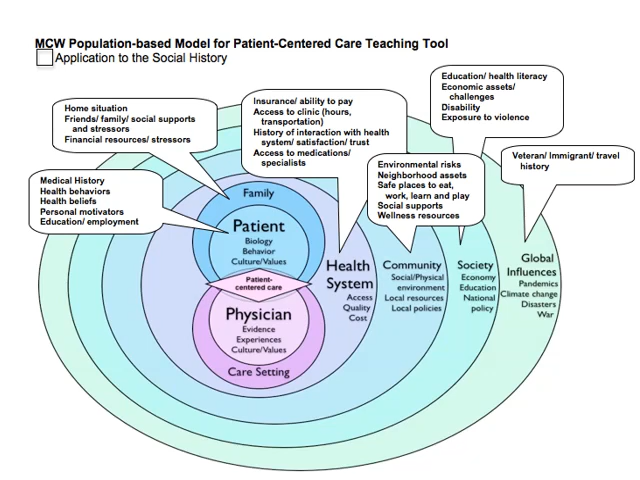 MCW Population-based Model for Patient-Centered Care Teaching Tool
Application to the Social History
Education/ health literacy
Economic assets/
challenges
Disability
Exposure to violence
Home situation
Friends/ family/ social supports
and stressors
Financial resources/ stressors
Insurance/ ability to pay
Access to clinic (hours,
transportation)
History of interaction with health
system/ satisfaction/ trust
Access to medications/
specialists
Veteran/ Immigrant/ travel
history
Environmental risks
Neighborhood assets
Safe places to eat,
work, learn and play
Social supports
Wellness resources
Medical History
Health behaviors
Health beliefs
Personal motivators
Education/ employment
Family
Patient
Biology
Behavior
Culture/Values
Patient-
centered care
Physician
Evidence
Experiences
Culture/Values
Care Setting
Health
System
Access
Quality
Cost
Community
Social/Physical
environment
Local resources
Local policies
Society
Economy
Education
National
policy
Global
Influences
Pandemics
Climate change
Disasters
War